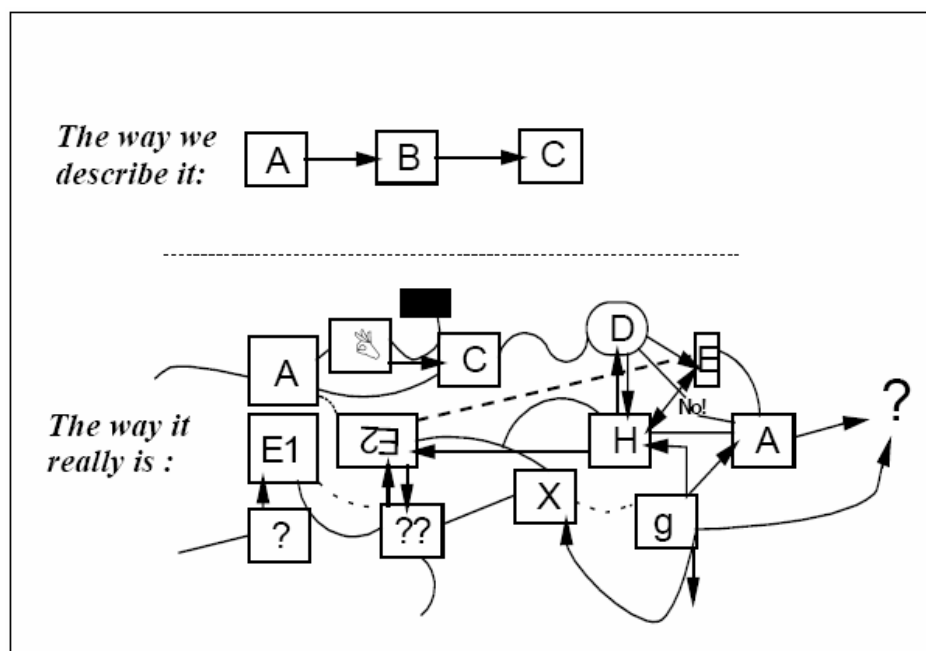 The way we
describe it:
A B C
D
E
A C
?
No!
The way it
really is :
E1 E2 H A
X
g
? ??